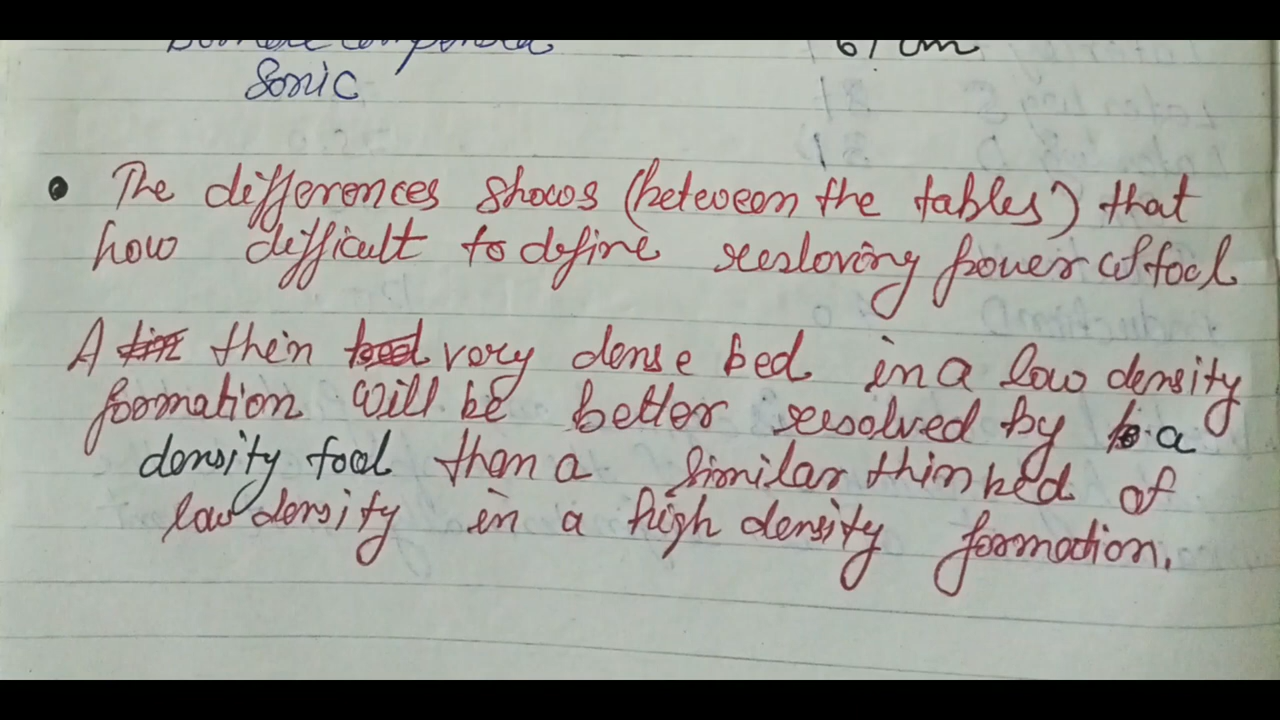 Sonic
61 cm
• The differences shows (between the tables) that
how difficult to define resloving power of tool
A thin very dense bed in a low density
formation will be better resolved by a
density tool than a similar thin bed of
low density in a high density formation.